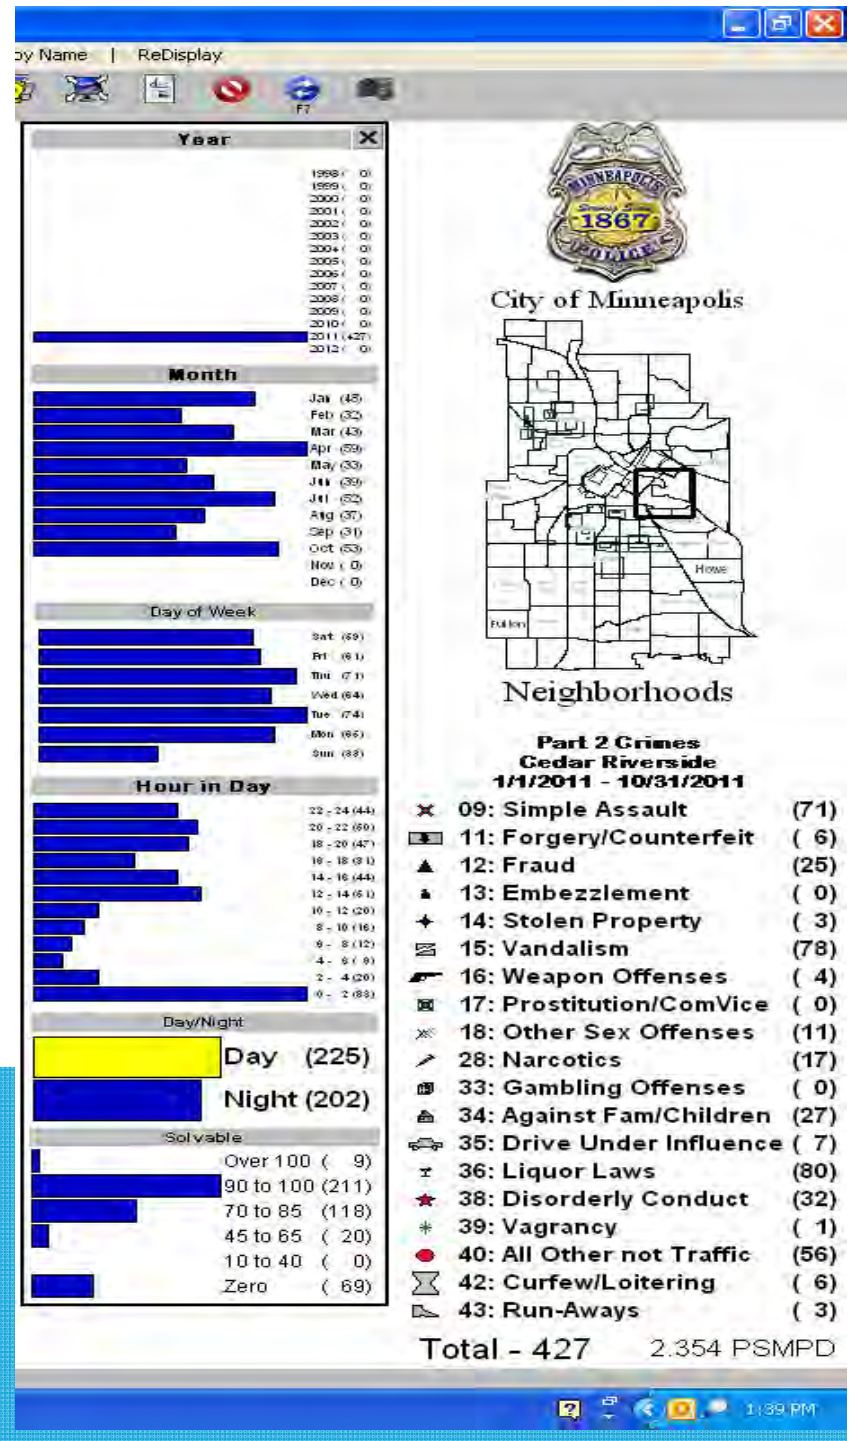 by Name | ReDisplay
F7
Year
1998 ( 0)
1999 ( 0)
2000 ( 0)
2001 ( 0)
2002 ( 0)
2003 ( 0)
2004 ( 0)
2005 ( 0)
2006 ( 0)
2007 ( 0)
2008 ( 0)
2009 ( 0)
2010 ( 0)
2011 (427)
2012 ( 0)
Month
Jan (48)
Feb (32)
Mar (43)
Apr (59)
May (33)
Jun (39)
Jul (52)
Aug (37)
Sep (31)
Oct (53)
Nov ( 0)
Dec ( 0)
Day of Week
Sat (59)
Fri (61)
Thu (71)
Wed (64)
Tue (74)
Mon (65)
Sun (33)
Hour in Day
22 - 24 (44)
20 - 22 (50)
18 - 20 (47)
16 - 18 (31)
14 - 16 (44)
12 - 14 (51)
10 - 12 (20)
8 - 10 (16)
6 - 8 (12)
4 - 6 ( 9)
2 - 4 (20)
0 - 2 (83)
Day/Night
Day (225)
Night (202)
Solvable
Over 100 ( 9)
90 to 100 (211)
70 to 85 (118)
45 to 65 ( 20)
10 to 40 ( 0)
Zero ( 69)
MINNEAPOLIS
1867
POLICE
City of Minneapolis
Howe
Fulton
Neighborhoods
Part 2 Crimes
Cedar Riverside
1/1/2011 - 10/31/2011
09: Simple Assault (71)
11: Forgery/Counterfeit ( 6)
12: Fraud (25)
13: Embezzlement ( 0)
14: Stolen Property ( 3)
15: Vandalism (78)
16: Weapon Offenses ( 4)
17: Prostitution/ComVice ( 0)
18: Other Sex Offenses (11)
28: Narcotics (17)
33: Gambling Offenses ( 0)
34: Against Fam/Children (27)
35: Drive Under Influence ( 7)
36: Liquor Laws (80)
38: Disorderly Conduct (32)
39: Vagrancy ( 1)
40: All Other not Traffic (56)
42: Curfew/Loitering ( 6)
43: Run-Aways ( 3)
Total - 427 2.354 PSMPD
1:39 PM